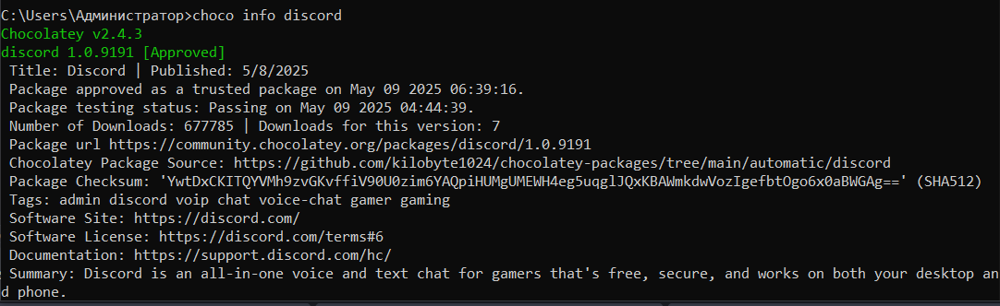 C:\Users\Администратор>choco info discord
Chocolatey v2.4.3
discord 1.0.9191 [Approved]
Title: Discord | Published: 5/8/2025
Package approved as a trusted package on May 09 2025 06:39:16.
Package testing status: Passing on May 09 2025 04:44:39.
Number of Downloads: 677785 | Downloads for this version: 7
Package url https://community.chocolatey.org/packages/discord/1.0.9191
Chocolatey Package Source: https://github.com/kilobyte1024/chocolatey-packages/tree/main/automatic/discord
Package Checksum: 'YwtDxCKITQYVMh9zvGKvffiV90U0zim6YAQpiHUMgUMEWH4eg5uqglJQxKBAWmkdwVozIgefbtOgo6x0aBWGAg==' (SHA512)
Tags: admin discord voip chat voice-chat gamer gaming
Software Site: https://discord.com/
Software License: https://discord.com/terms#6
Documentation: https://support.discord.com/hc/
Summary: Discord is an all-in-one voice and text chat for gamers that's free, secure, and works on both your desktop an
d phone.